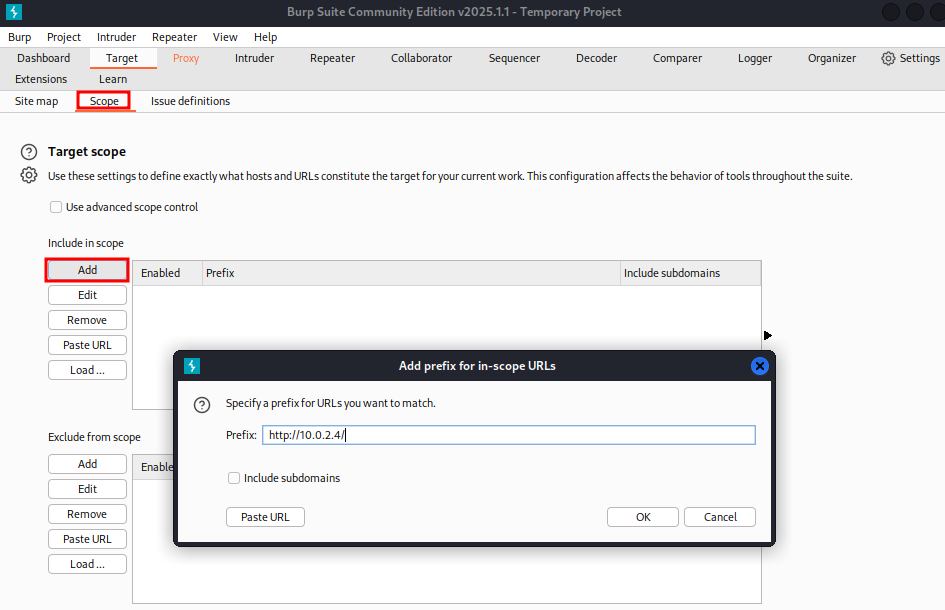 Burp Suite Community Edition v2025.1.1 - Temporary Project
Burp Project Intruder Repeater View Help
Dashboard Target Proxy Intruder Repeater Collaborator Sequencer Decoder Comparer Logger Organizer Settings
Extensions Learn
Site map Scope Issue definitions
Target scope
Use these settings to define exactly what hosts and URLs constitute the target for your current work. This configuration affects the behavior of tools throughout the suite.
Use advanced scope control
Include in scope
Add
Enabled Prefix Include subdomains
Edit
Remove
Paste URL
Load ...
Add prefix for in-scope URLs
Specify a prefix for URLs you want to match.
Prefix: http://10.0.2.4/
Include subdomains
Paste URL OK Cancel
Exclude from scope
Add
Enable
Edit
Remove
Paste URL
Load ...